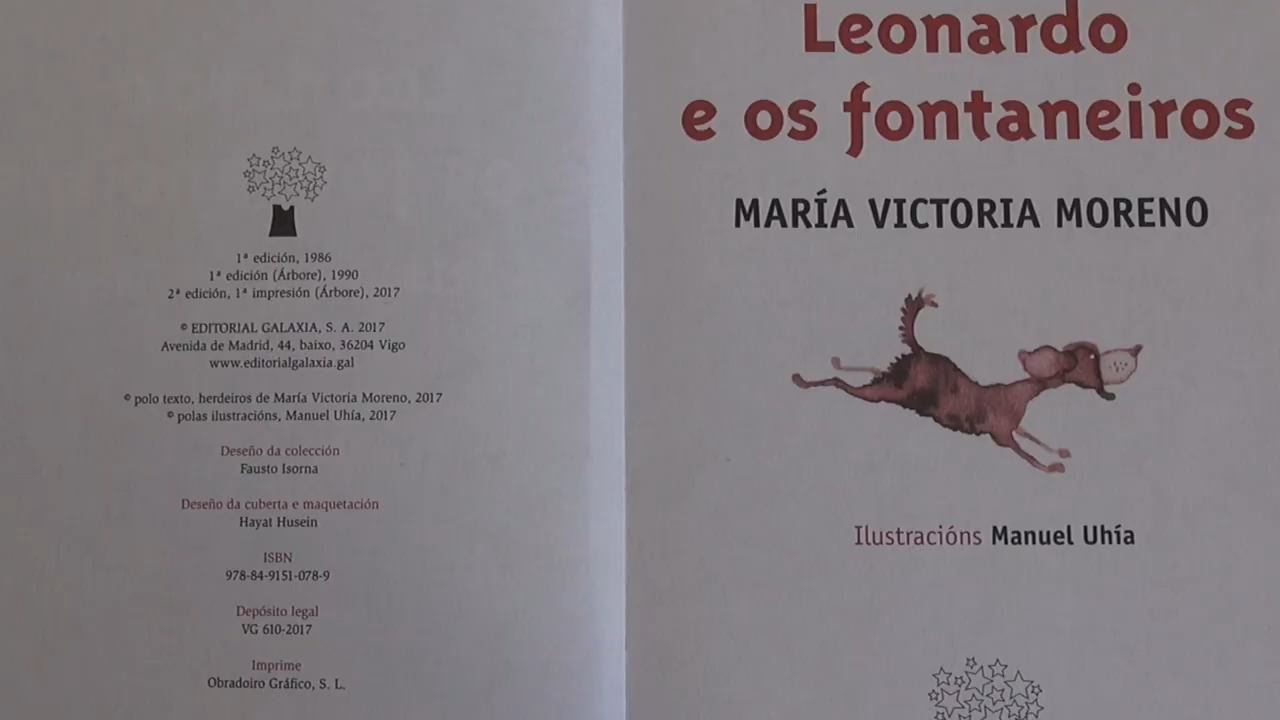 1ª edición, 1986
1ª edición (Árbore), 1990
2ª edición, 1ª impresión (Árbore), 2017
© EDITORIAL GALAXIA, S. A. 2017
Avenida de Madrid, 44, baixo, 36204 Vigo
www.editorialgalaxia.gal
© polo texto, herdeiros de María Victoria Moreno, 2017
© polas ilustracións, Manuel Uhía, 2017
Deseño da colección
Fausto Isorna
Deseño da cuberta e maquetación
Hayat Husein
ISBN
978-84-9151-078-9
Depósito legal
VG 610-2017
Imprime
Obradoiro Gráfico, S. L.
Leonardo
e os fontaneiros
MARÍA VICTORIA MORENO
Ilustracións Manuel Uhía